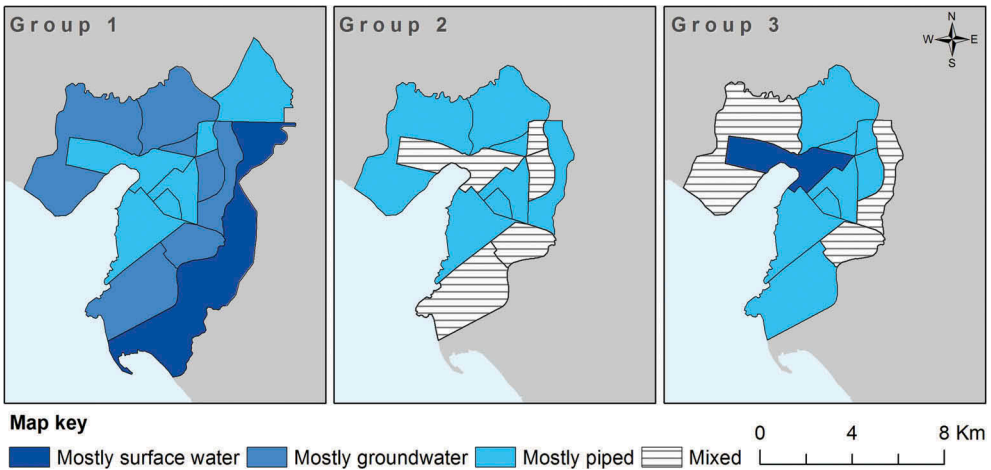 Group 1
Group 2
Group 3
N
W E
S
Map key
Mostly surface water
Mostly groundwater
Mostly piped
Mixed
0 4 8 Km